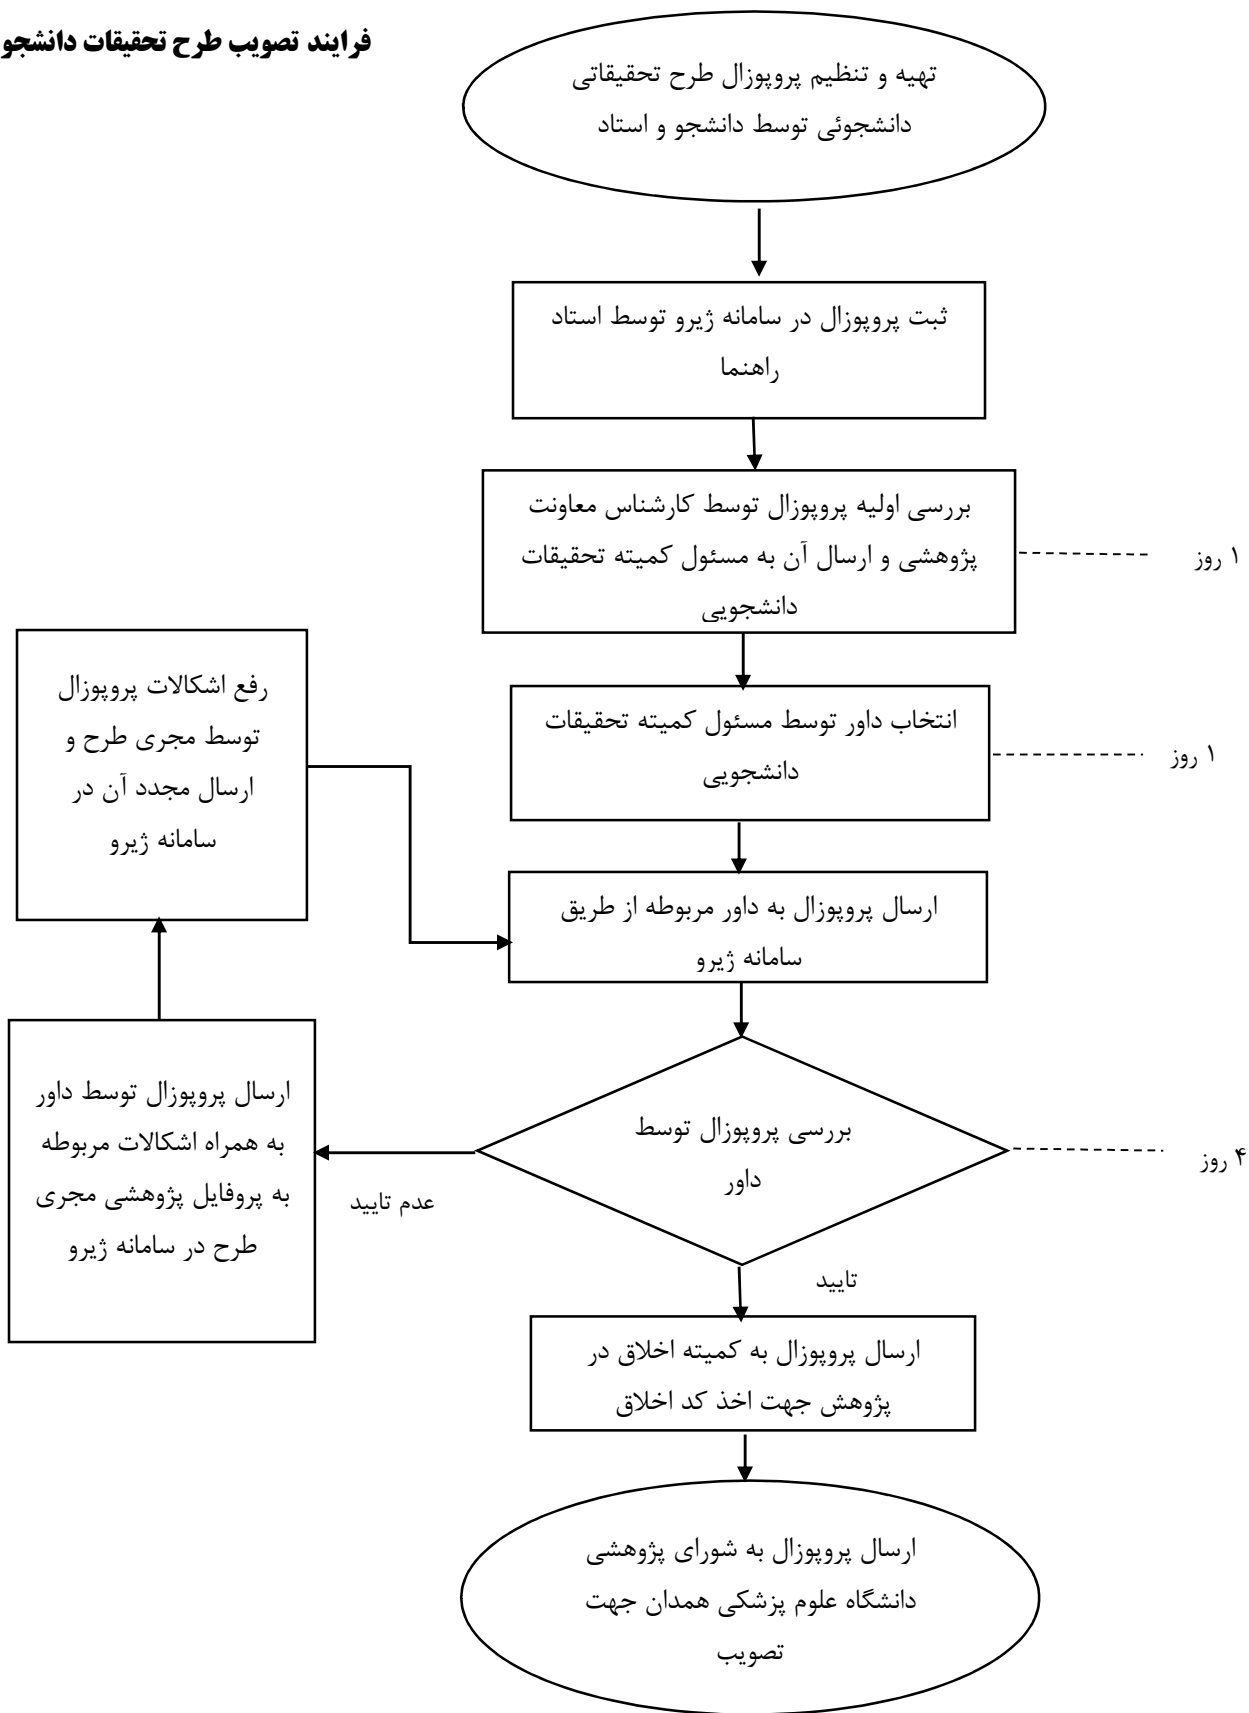 فرایند تصویب طرح تحقیقات دانشجو
تهیه و تنظیم پروپوزال طرح تحقیقاتی
دانشجوئی توسط دانشجو و استاد
ثبت پروپوزال در سامانه ژیرو توسط استاد
راهنما
بررسی اولیه پروپوزال توسط کارشناس معاونت
پژوهشی و ارسال آن به مسئول کمیته تحقیقات
دانشجویی
۱ روز
انتخاب داور توسط مسئول کمیته تحقیقات
دانشجویی
۱ روز
رفع اشکالات پروپوزال
توسط مجری طرح و
ارسال مجدد آن در
سامانه ژیرو
ارسال پروپوزال به داور مربوطه از طریق
سامانه ژیرو
بررسی پروپوزال توسط
داور
۴ روز
عدم تایید
ارسال پروپوزال توسط داور
به همراه اشکالات مربوطه
به پروفایل پژوهشی مجری
طرح در سامانه ژیرو
تایید
ارسال پروپوزال به کمیته اخلاق در
پژوهش جهت اخذ کد اخلاق
ارسال پروپوزال به شورای پژوهشی
دانشگاه علوم پزشکی همدان جهت
تصویب